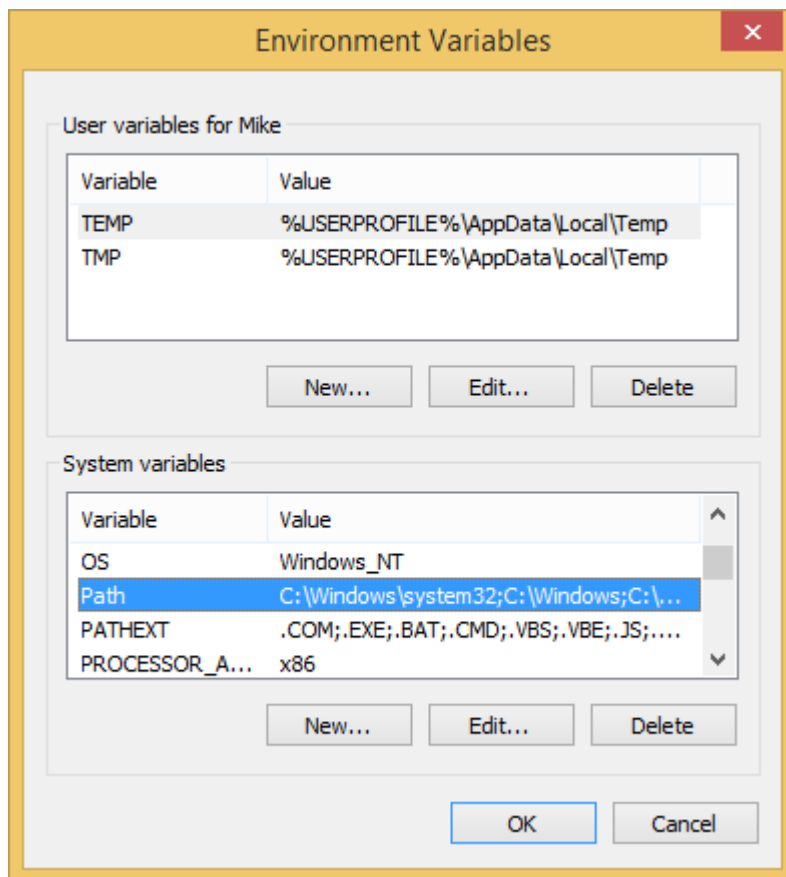 Environment Variables
User variables for Mike
Variable Value
TEMP %USERPROFILE%\AppData\Local\Temp
TMP %USERPROFILE%\AppData\Local\Temp
New... Edit... Delete
System variables
Variable Value
OS Windows_NT
Path C:\Windows\system32;C:\Windows;C:\...
PATHEXT .COM;.EXE;.BAT;.CMD;.VBS;.VBE;.JS;....
PROCESSOR_A... x86
New... Edit... Delete
OK Cancel